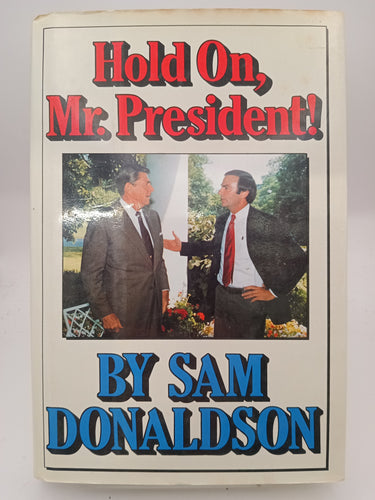 Hold On,
Mr. President!
BY SAM
DONALDSON